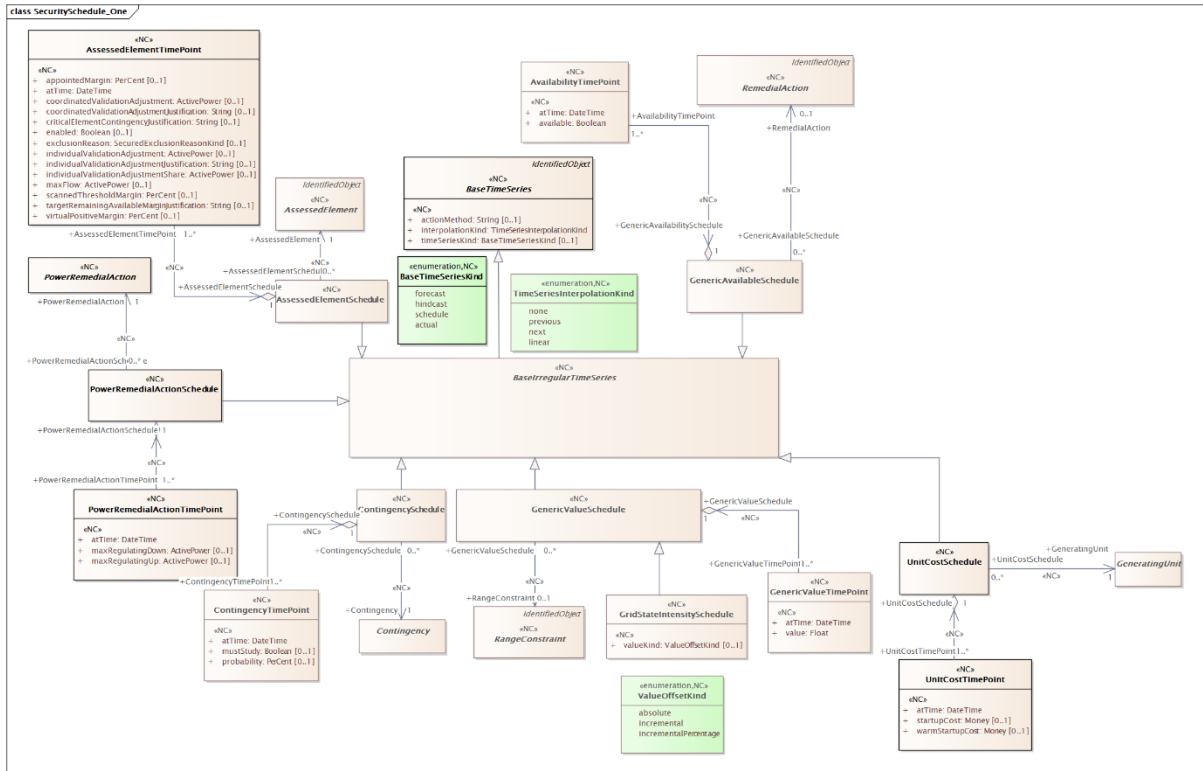 class SecuritySchedule_One
«NC»
AssessedElementTimePoint
«NC»
+ appointedMargin: PerCent [0..1]
+ atTime: DateTime
+ coordinatedValidationAdjustment: ActivePower [0..1]
+ coordinatedValidationAdjustmentJustification: String [0..1]
+ criticalElementContingencyJustification: String [0..1]
+ enabled: Boolean [0..1]
+ exclusionReason: SecuredExclusionReasonKind [0..1]
+ individualValidationAdjustment: ActivePower [0..1]
+ individualValidationAdjustmentJustification: String [0..1]
+ individualValidationAdjustmentShare: ActivePower [0..1]
+ maxFlow: ActivePower [0..1]
+ scannedThresholdMargin: PerCent [0..1]
+ targetRemainingAvailableMarginJustification: String [0..1]
+ virtualPositiveMargin: PerCent [0..1]
+AssessedElementTimePoint 1..*
«NC»
+AssessedElementSchedule
1
IdentifiedObject
«NC»
AssessedElement
+AssessedElement 1
«NC»
+AssessedElementSchedul 0..*
«NC»
AssessedElementSchedule
IdentifiedObject
«NC»
BaseTimeSeries
«NC»
+ actionMethod: String [0..1]
+ interpolationKind: TimeSeriesInterpolationKind
+ timeSeriesKind: BaseTimeSeriesKind [0..1]
«NC»
AvailabilityTimePoint
«NC»
+ atTime: DateTime
+ available: Boolean
+AvailabilityTimePoint
1..*
«NC»
+GenericAvailabilitySchedule
1
IdentifiedObject
«NC»
RemedialAction
0..1
+RemedialAction
«NC»
+GenericAvailableSchedule
0..*
«NC»
GenericAvailableSchedule
«enumeration,NC»
BaseTimeSeriesKind
forecast
hindcast
schedule
actual
«enumeration,NC»
TimeSeriesInterpolationKind
none
previous
next
linear
«NC»
PowerRemedialAction
+PowerRemedialAction 1
«NC»
+PowerRemedialActionSch 0..* e
«NC»
PowerRemedialActionSchedule
+PowerRemedialActionSchedule 1
«NC»
+PowerRemedialActionTimePoint 1..*
«NC»
PowerRemedialActionTimePoint
«NC»
+ atTime: DateTime
+ maxRegulatingDown: ActivePower [0..1]
+ maxRegulatingUp: ActivePower [0..1]
«NC»
BaseIrregularTimeSeries
«NC»
ContingencySchedule
+ContingencySchedule
«NC» 1
+ContingencySchedule 0..*
«NC»
+Contingency 1
+ContingencyTimePoint 1..*
«NC»
ContingencyTimePoint
«NC»
+ atTime: DateTime
+ mustStudy: Boolean [0..1]
+ probability: PerCent [0..1]
«NC»
Contingency
«NC»
GenericValueSchedule
+GenericValueSchedule
1 «NC»
+GenericValueSchedule 0..*
«NC»
+RangeConstraint 0..1
IdentifiedObject
«NC»
RangeConstraint
«NC»
GridStateIntensitySchedule
+ valueKind: ValueOffsetKind [0..1]
+GenericValueTimePoint 1..*
«NC»
GenericValueTimePoint
«NC»
+ atTime: DateTime
+ value: Float
«enumeration,NC»
ValueOffsetKind
absolute
incremental
incrementalPercentage
«NC»
UnitCostSchedule
+UnitCostSchedule
0..*
«NC»
+GeneratingUnit
1
«NC»
GeneratingUnit
+UnitCostSchedule 1
«NC»
+UnitCostTimePoint 1..*
«NC»
UnitCostTimePoint
«NC»
+ atTime: DateTime
+ startupCost: Money [0..1]
+ warmStartupCost: Money [0..1]